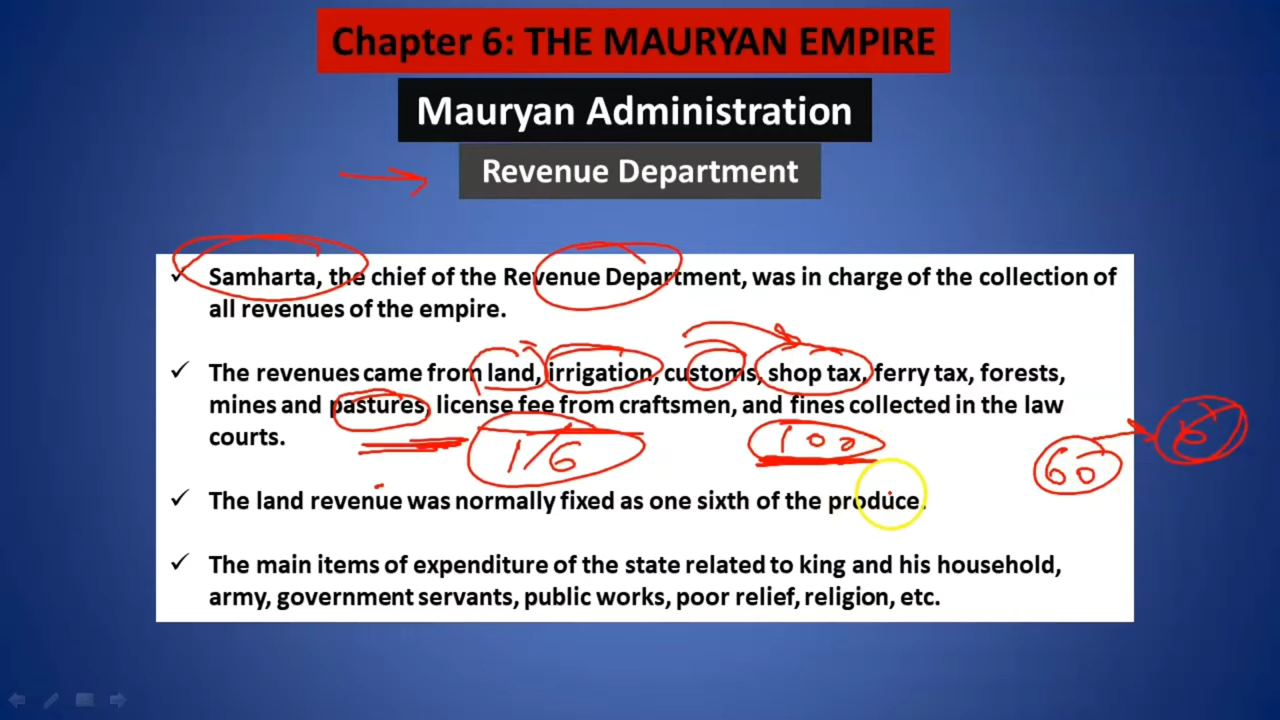 Chapter 6: THE MAURYAN EMPIRE
Mauryan Administration
Revenue Department
✓ Samharta, the chief of the Revenue Department, was in charge of the collection of
all revenues of the empire.
✓ The revenues came from land, irrigation, customs, shop tax, ferry tax, forests,
mines and pastures, license fee from craftsmen, and fines collected in the law
courts.
1/6 100 60
✓ The land revenue was normally fixed as one sixth of the produce.
✓ The main items of expenditure of the state related to king and his household,
army, government servants, public works, poor relief, religion, etc.